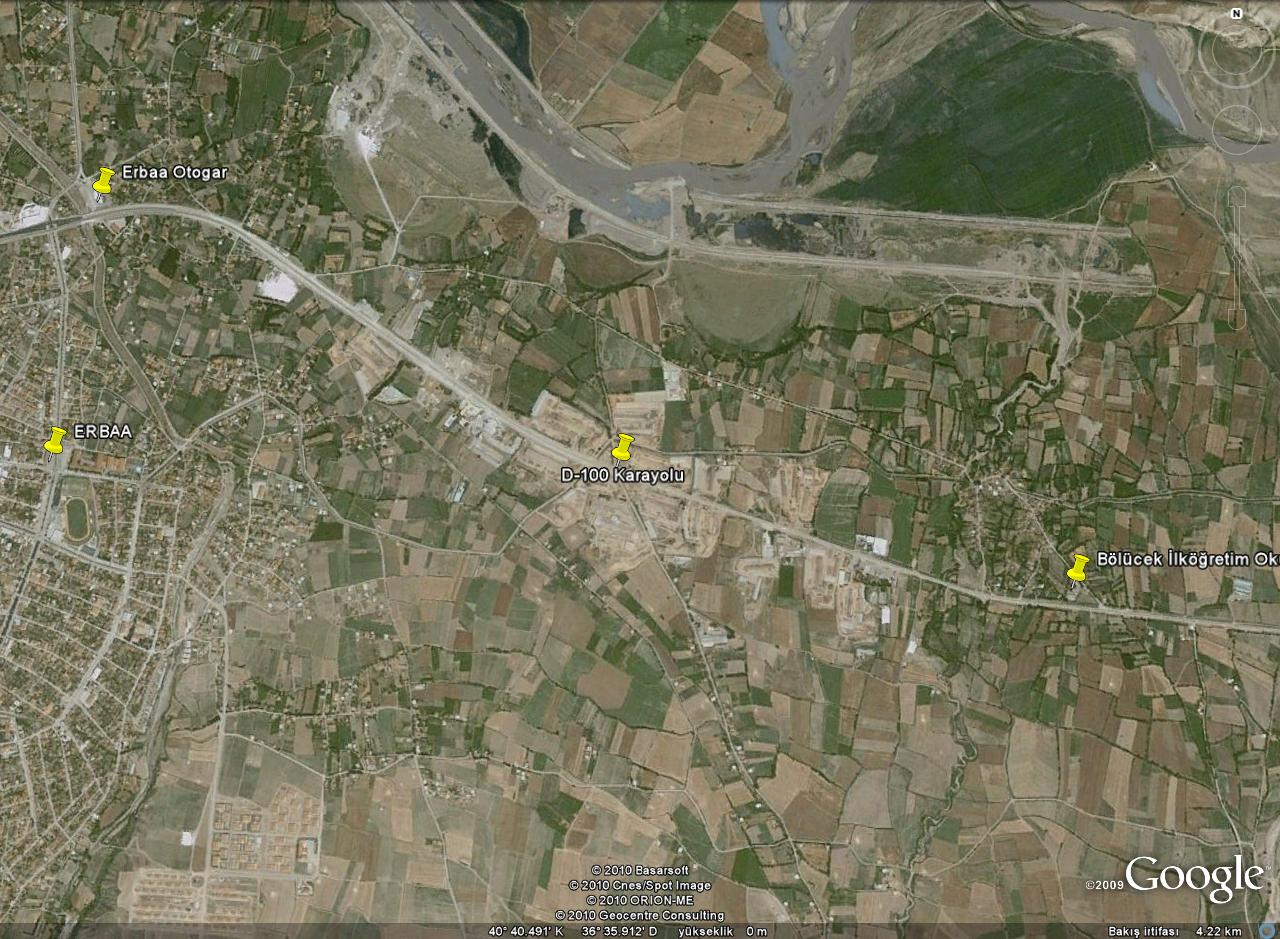 N
Erbaa Otogar
ERBAA
D-100 Karayolu
Bölücek İlköğretim Ok
© 2010 Basarsoft
© 2010 Cnes/Spot Image
© 2010 ORION-ME
© 2010 Geocentre Consulting
©2009 Google™
40° 40.491' K 36° 35.912' D yükseklik 0 m
Bakış irtifası 4.22 km